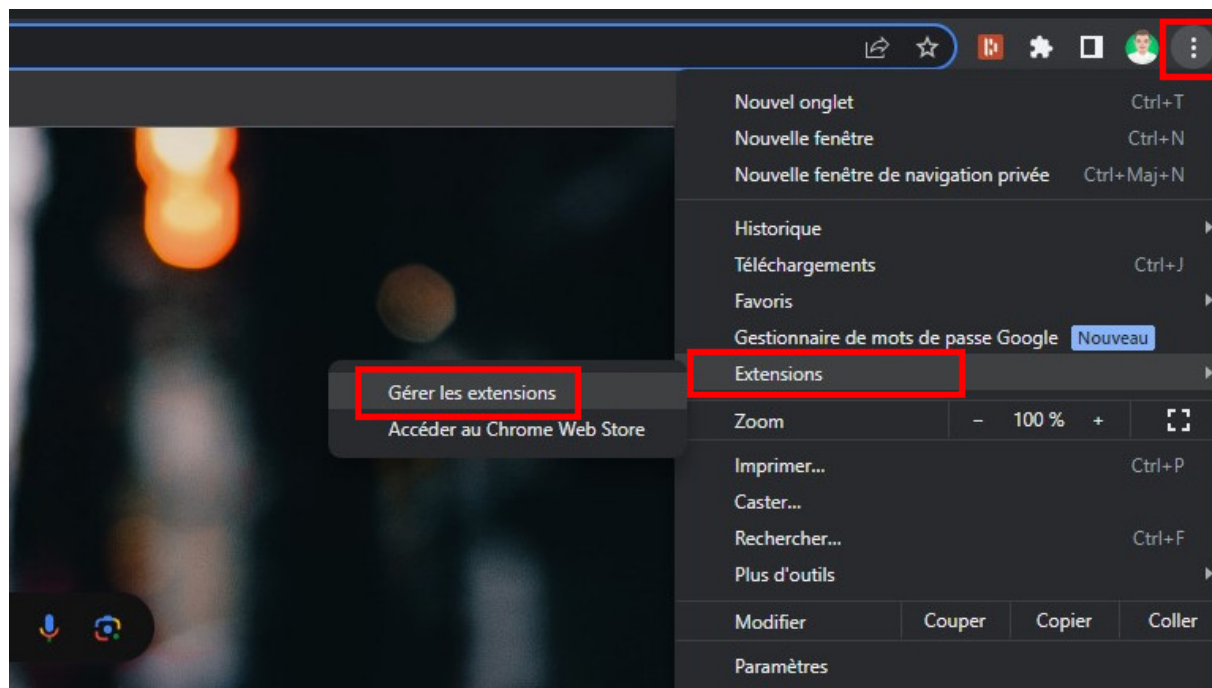 Nouvel onglet Ctrl+T
Nouvelle fenêtre Ctrl+N
Nouvelle fenêtre de navigation privée Ctrl+Maj+N
Historique
Téléchargements Ctrl+J
Favoris
Gestionnaire de mots de passe Google Nouveau
Extensions
Gérer les extensions
Accéder au Chrome Web Store
Zoom - 100 % +
Imprimer... Ctrl+P
Caster...
Rechercher... Ctrl+F
Plus d'outils
Modifier Couper Copier Coller
Paramètres